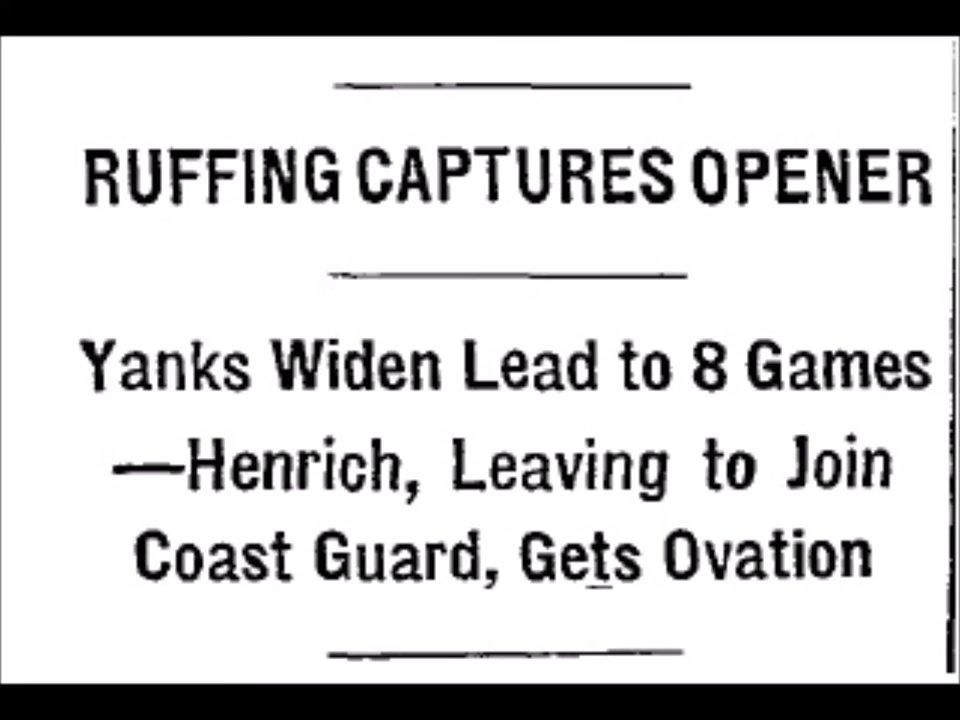 RUFFING CAPTURES OPENER
Yanks Widen Lead to 8 Games
—Henrich, Leaving to Join
Coast Guard, Gets Ovation